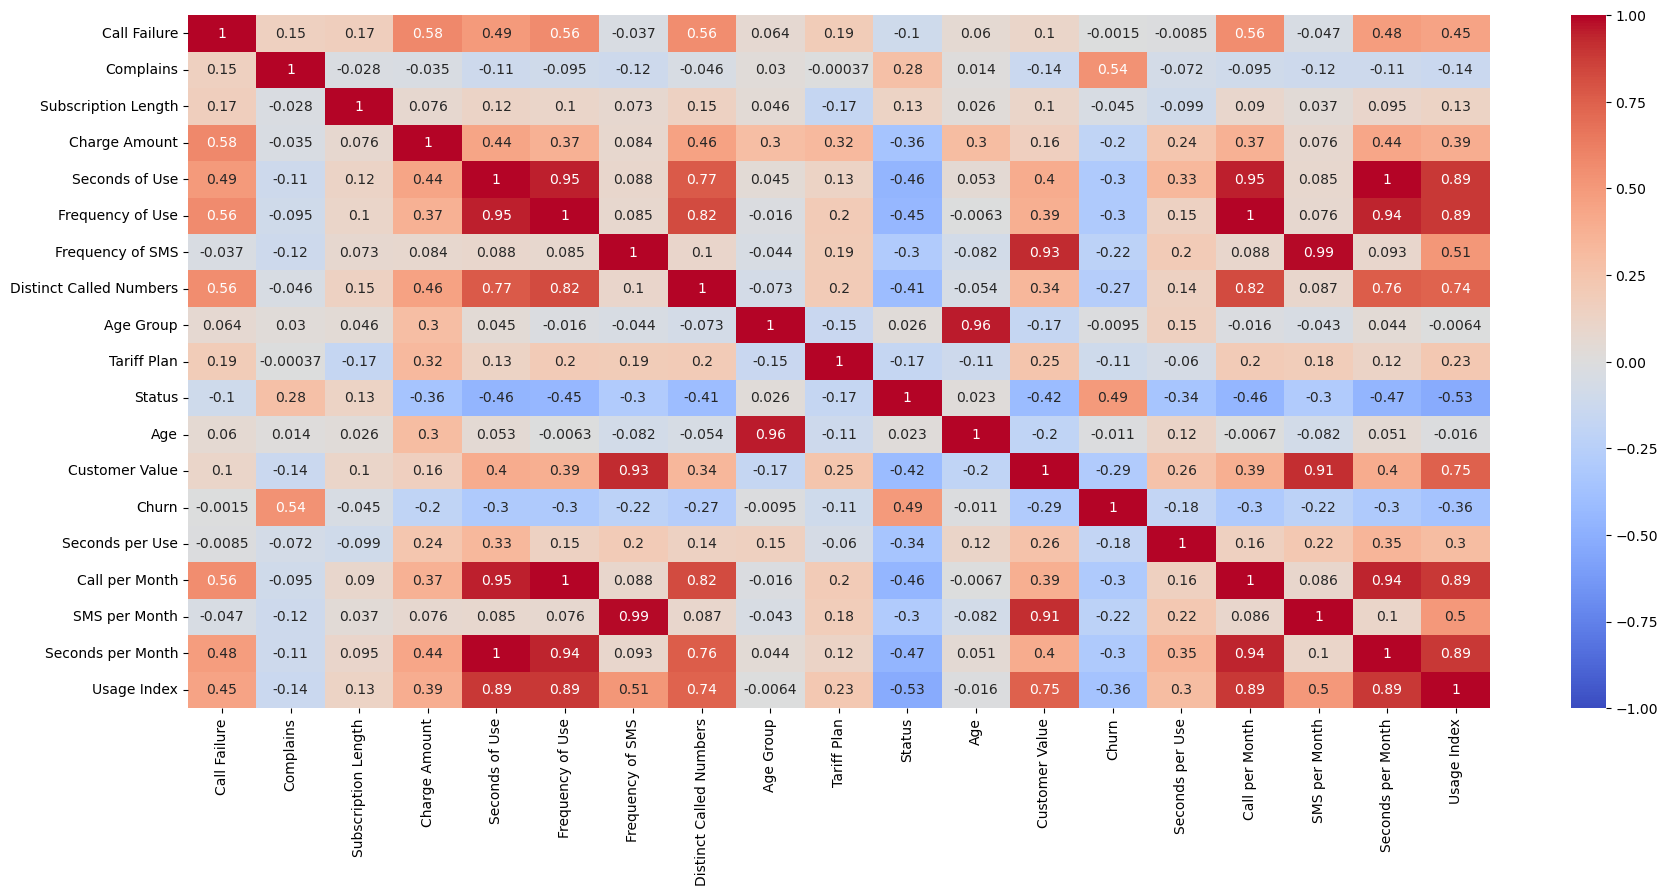 Call Failure 1 0.15 0.17 0.58 0.49 0.56 -0.037 0.56 0.064 0.19 -0.1 0.06 0.1 -0.0015 -0.0085 0.56 -0.047 0.48 0.45
Complains 0.15 1 -0.028 -0.035 -0.11 -0.095 -0.12 -0.046 0.03 -0.00037 0.28 0.014 -0.14 0.54 -0.072 -0.095 -0.12 -0.11 -0.14
Subscription Length 0.17 -0.028 1 0.076 0.12 0.1 0.073 0.15 0.046 -0.17 0.13 0.026 0.1 -0.045 -0.099 0.09 0.037 0.095 0.13
Charge Amount 0.58 -0.035 0.076 1 0.44 0.37 0.084 0.46 0.3 0.32 -0.36 0.3 0.16 -0.2 0.24 0.37 0.076 0.44 0.39
Seconds of Use 0.49 -0.11 0.12 0.44 1 0.95 0.088 0.77 0.045 0.13 -0.46 0.053 0.4 -0.3 0.33 0.95 0.085 1 0.89
Frequency of Use 0.56 -0.095 0.1 0.37 0.95 1 0.085 0.82 -0.016 0.2 -0.45 -0.0063 0.39 -0.3 0.15 1 0.076 0.94 0.89
Frequency of SMS -0.037 -0.12 0.073 0.084 0.088 0.085 1 0.1 -0.044 0.19 -0.3 -0.082 0.93 -0.22 0.2 0.088 0.99 0.093 0.51
Distinct Called Numbers 0.56 -0.046 0.15 0.46 0.77 0.82 0.1 1 -0.073 0.2 -0.41 -0.054 0.34 -0.27 0.14 0.82 0.087 0.76 0.74
Age Group 0.064 0.03 0.046 0.3 0.045 -0.016 -0.044 -0.073 1 -0.15 0.026 0.96 -0.17 -0.0095 0.15 -0.016 -0.043 0.044 -0.0064
Tariff Plan 0.19 -0.00037 -0.17 0.32 0.13 0.2 0.19 0.2 -0.15 1 -0.17 -0.11 0.25 -0.11 -0.06 0.2 0.18 0.12 0.23
Status -0.1 0.28 0.13 -0.36 -0.46 -0.45 -0.3 -0.41 0.026 -0.17 1 0.023 -0.42 0.49 -0.34 -0.46 -0.3 -0.47 -0.53
Age 0.06 0.014 0.026 0.3 0.053 -0.0063 -0.082 -0.054 0.96 -0.11 0.023 1 -0.2 -0.011 0.12 -0.0067 -0.082 0.051 -0.016
Customer Value 0.1 -0.14 0.1 0.16 0.4 0.39 0.93 0.34 -0.17 0.25 -0.42 -0.2 1 -0.29 0.26 0.39 0.91 0.4 0.75
Churn -0.0015 0.54 -0.045 -0.2 -0.3 -0.3 -0.22 -0.27 -0.0095 -0.11 0.49 -0.011 -0.29 1 -0.18 -0.3 -0.22 -0.3 -0.36
Seconds per Use -0.0085 -0.072 -0.099 0.24 0.33 0.15 0.2 0.14 0.15 -0.06 -0.34 0.12 0.26 -0.18 1 0.16 0.22 0.35 0.3
Call per Month 0.56 -0.095 0.09 0.37 0.95 1 0.088 0.82 -0.016 0.2 -0.46 -0.0067 0.39 -0.3 0.16 1 0.086 0.94 0.89
SMS per Month -0.047 -0.12 0.037 0.076 0.085 0.076 0.99 0.087 -0.043 0.18 -0.3 -0.082 0.91 -0.22 0.22 0.086 1 0.1 0.5
Seconds per Month 0.48 -0.11 0.095 0.44 1 0.94 0.093 0.76 0.044 0.12 -0.47 0.051 0.4 -0.3 0.35 0.94 0.1 1 0.89
Usage Index 0.45 -0.14 0.13 0.39 0.89 0.89 0.51 0.74 -0.0064 0.23 -0.53 -0.016 0.75 -0.36 0.3 0.89 0.5 0.89 1
Call Failure
Complains
Subscription Length
Charge Amount
Seconds of Use
Frequency of Use
Frequency of SMS
Distinct Called Numbers
Age Group
Tariff Plan
Status
Age
Customer Value
Churn
Seconds per Use
Call per Month
SMS per Month
Seconds per Month
Usage Index
1.00
0.75
0.50
0.25
0.00
−0.25
−0.50
−0.75
−1.00